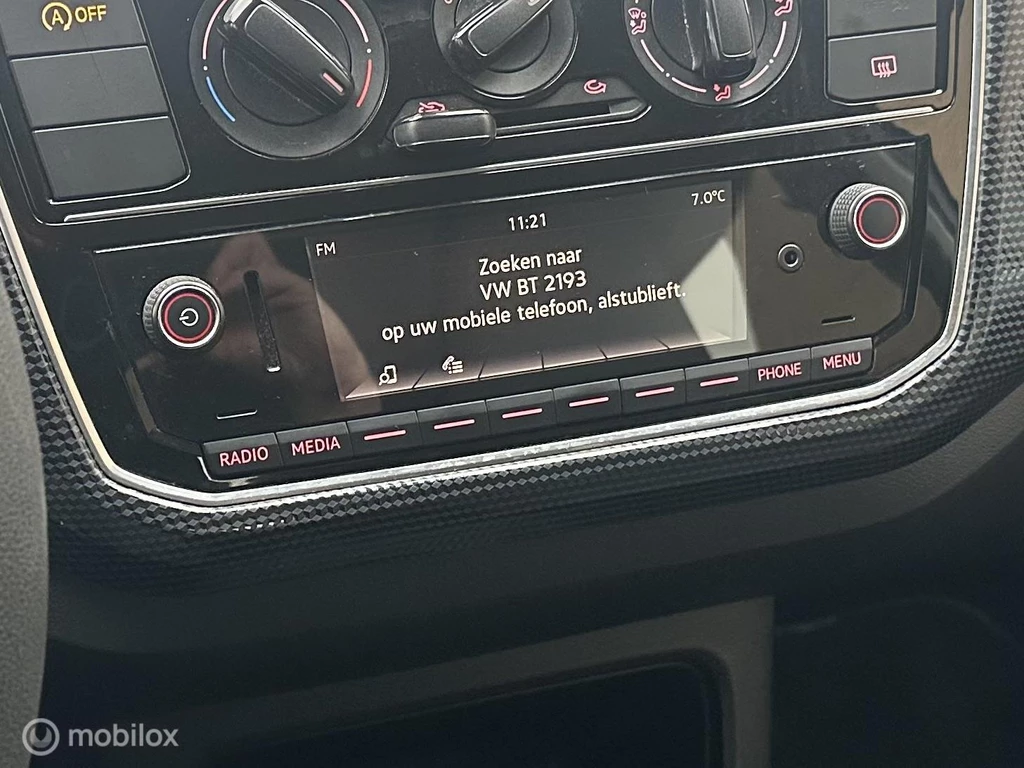 OFF
FM
11:21
7.0°C
Zoeken naar
VW BT 2193
op uw mobiele telefoon, alstublieft.
RADIO
MEDIA
PHONE
MENU
mobilox